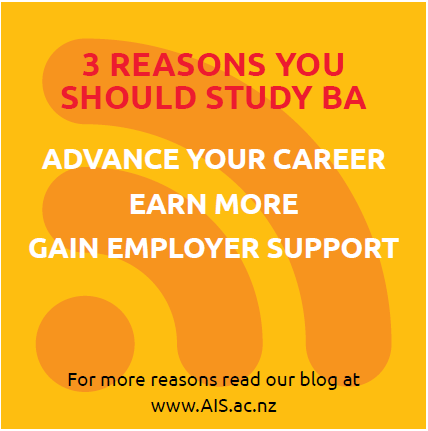 3 REASONS YOU
SHOULD STUDY BA
ADVANCE YOUR CAREER
EARN MORE
GAIN EMPLOYER SUPPORT
For more reasons read our blog at
www.AIS.ac.nz